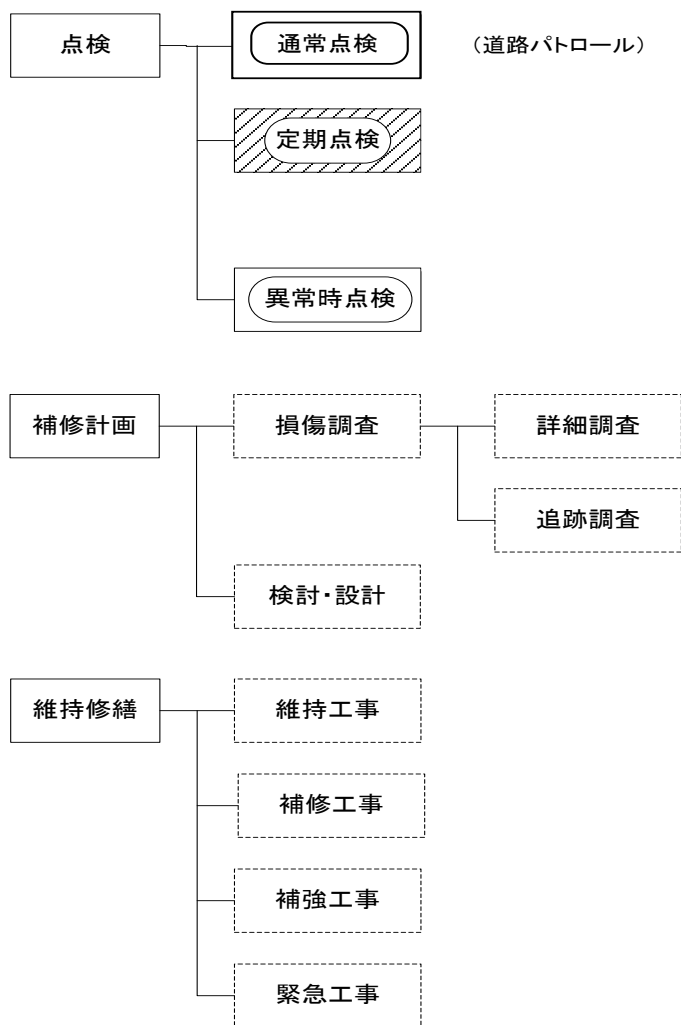 点検
通常点検
（道路パトロール）
定期点検
異常時点検
補修計画
損傷調査
詳細調査
追跡調査
検討・設計
維持修繕
維持工事
補修工事
補強工事
緊急工事